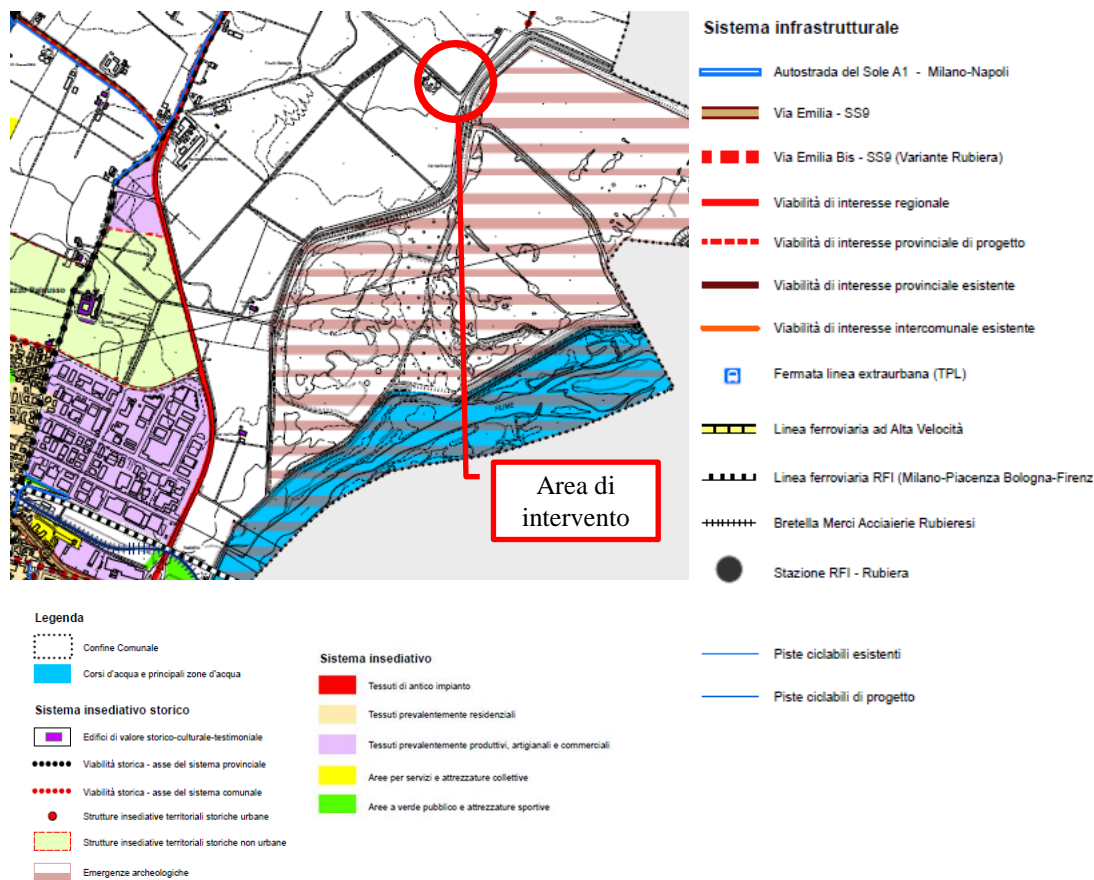 Sistema infrastrutturale
Autostrada del Sole A1 - Milano-Napoli
Via Emilia - SS9
Via Emilia Bis - SS9 (Variante Rubiera)
Viabilità di interesse regionale
Viabilità di interesse provinciale di progetto
Viabilità di interesse provinciale esistente
Viabilità di interesse intercomunale esistente
Fermata linea extraurbana (TPL)
Linea ferroviaria ad Alta Velocità
Linea ferroviaria RFI (Milano-Piacenza Bologna-Firenz
Bretella Merci Acciaierie Rubieresi
Stazione RFI - Rubiera
Piste ciclabili esistenti
Piste ciclabili di progetto
FIUME
Area di
intervento
Legenda
Confine Comunale
Corsi d'acqua e principali zone d'acqua
Sistema insediativo storico
Edifici di valore storico-culturale-testimoniale
Viabilità storica - asse del sistema provinciale
Viabilità storica - asse del sistema comunale
Strutture insediative territoriali storiche urbane
Strutture insediative territoriali storiche non urbane
Emergenze archeologiche
Sistema insediativo
Tessuti di antico impianto
Tessuti prevalentemente residenziali
Tessuti prevalentemente produttivi, artigianali e commerciali
Aree per servizi e attrezzature collettive
Aree a verde pubblico e attrezzature sportive